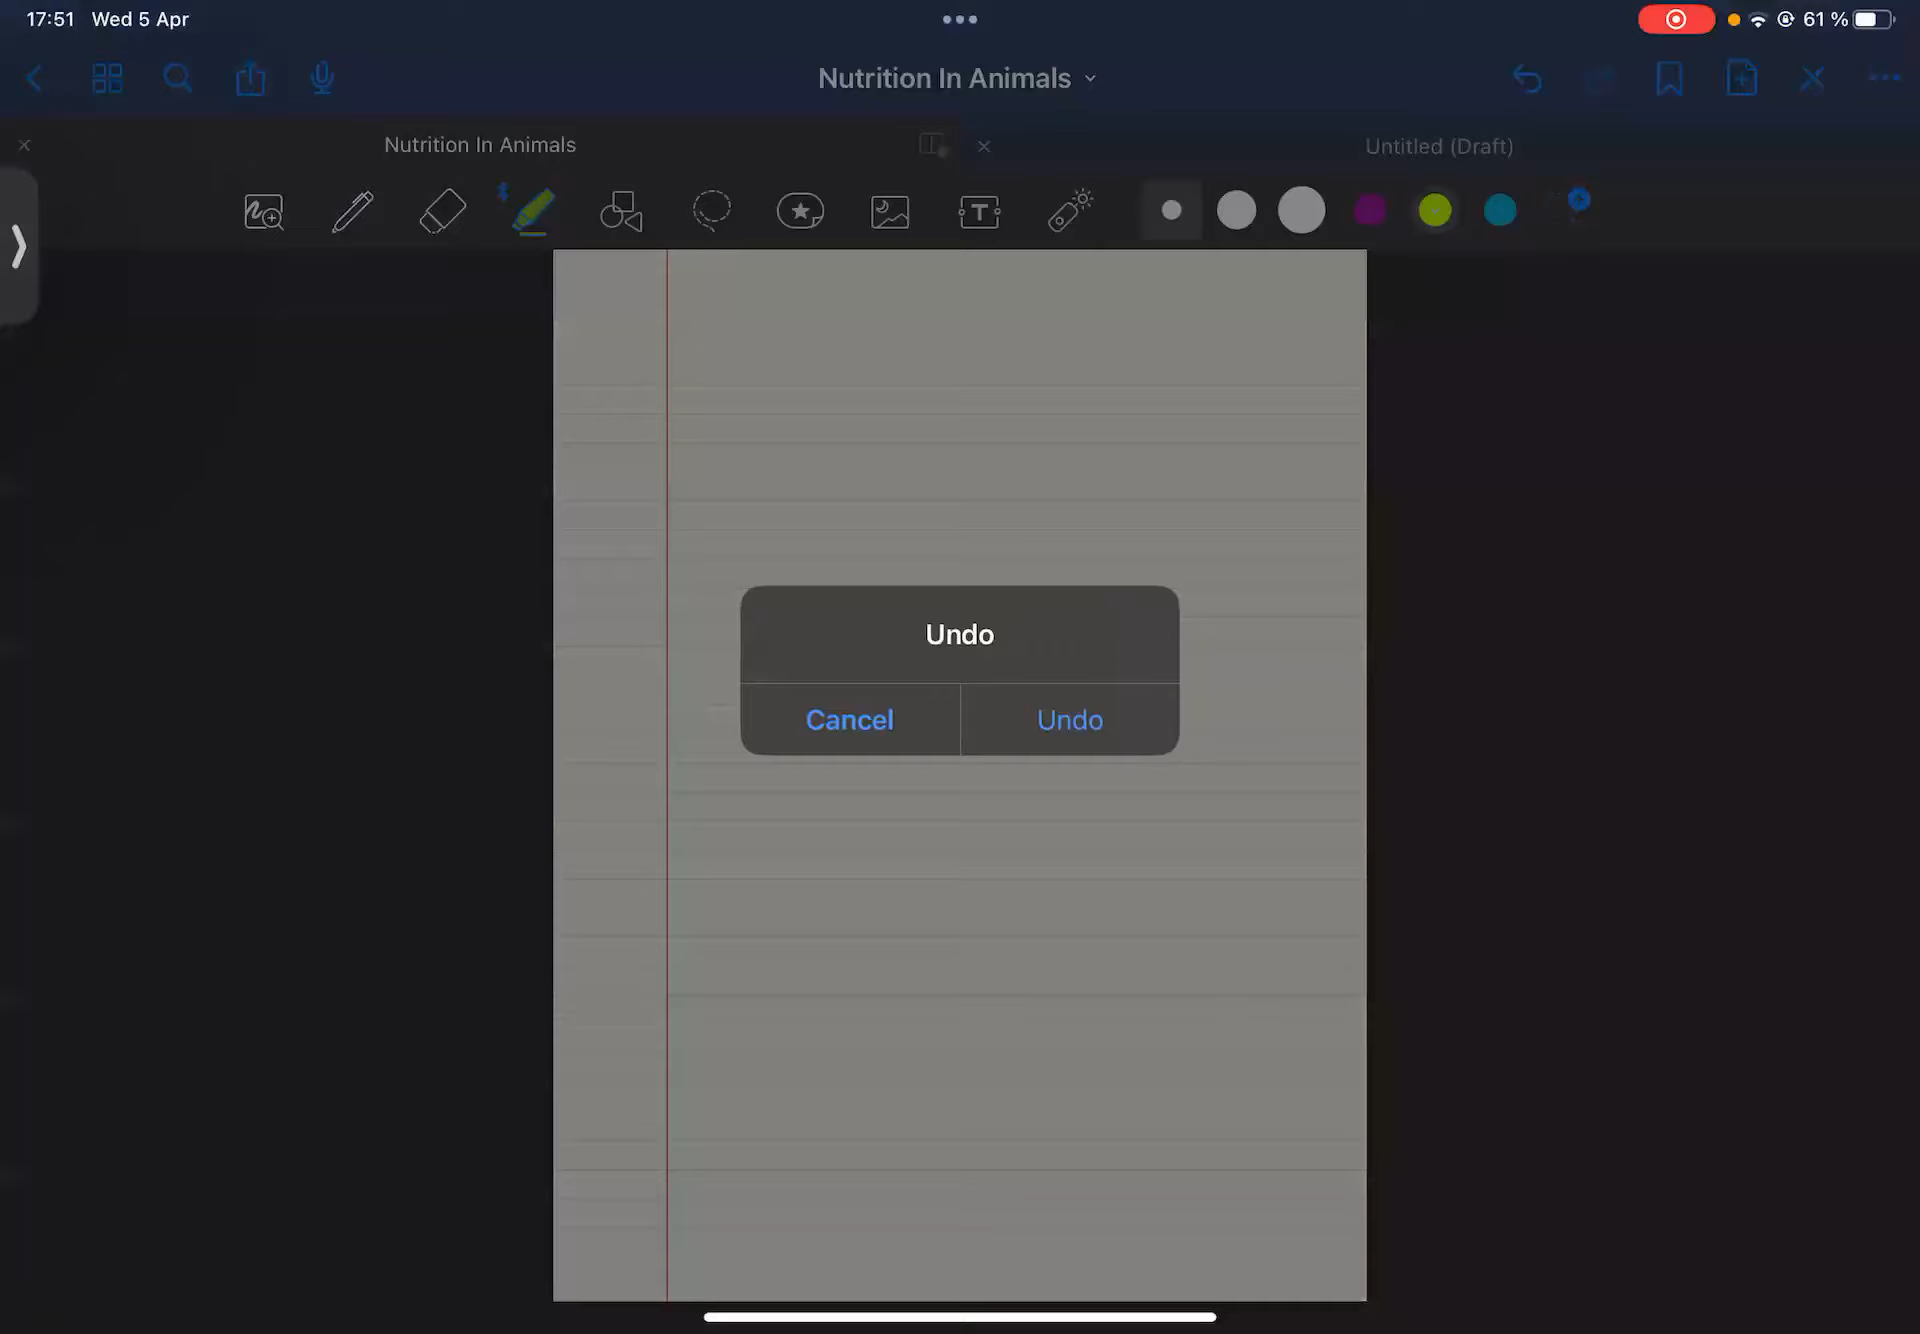 17:51 Wed 5 Apr
61 %
Nutrition In Animals
Nutrition In Animals
Untitled (Draft)
T
Undo
Cancel
Undo